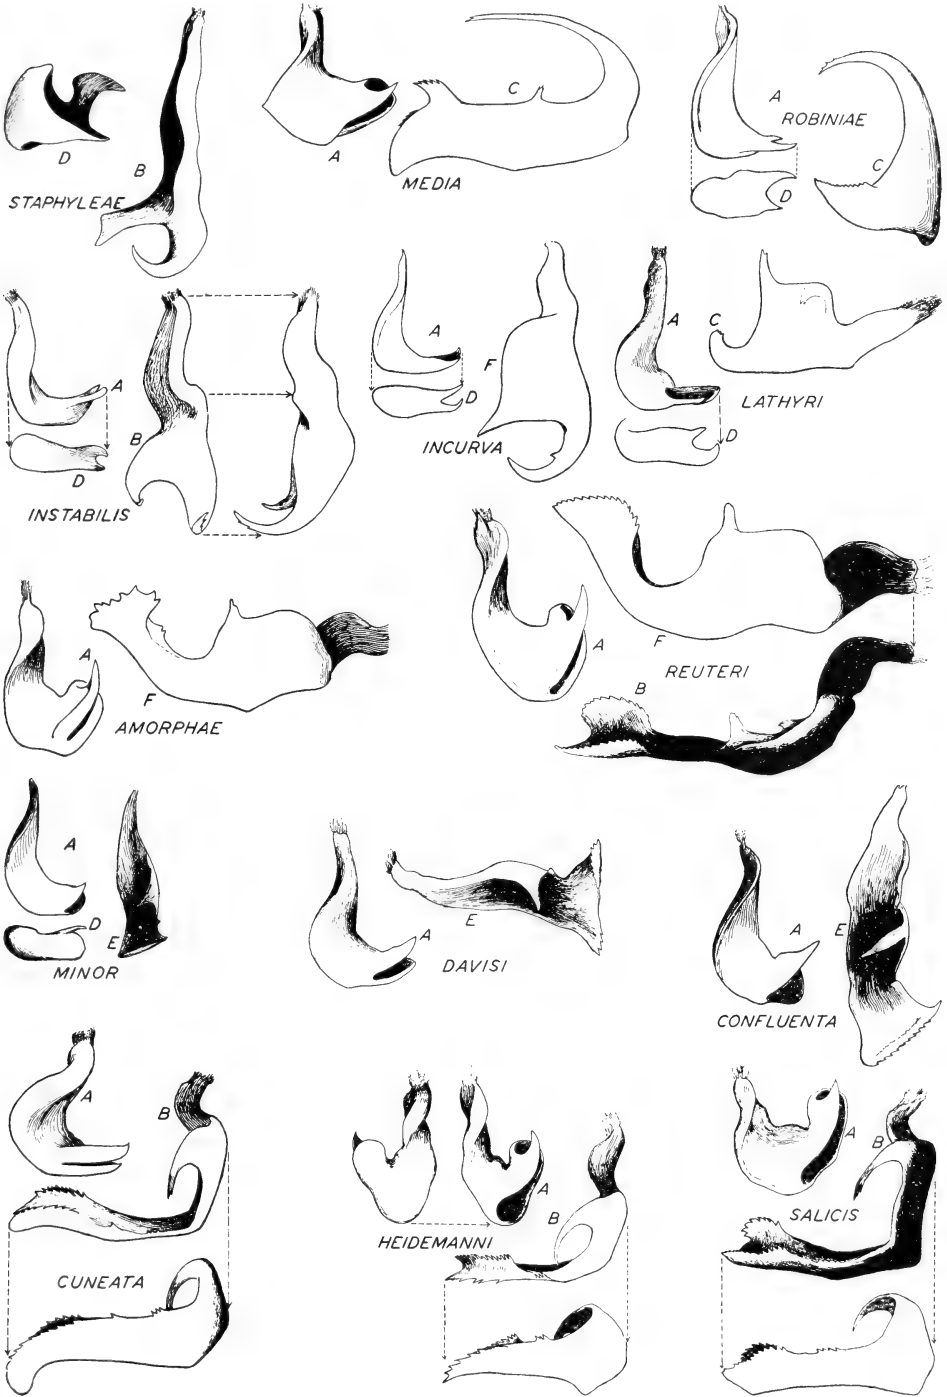 D
B
STAPHYLEAE
A
C
MEDIA
A
ROBINIAE
C
D
A
B
D
INSTABILIS
A
D
F
INCURVA
A
C
D
LATHYRI
A
F
AMORPHAE
A
F
REUTERI
B
A
D
E
MINOR
A
E
DAVISI
A
E
CONFLUENTA
A
B
CUNEATA
A
B
HEIDEMANNI
A
B
SALICIS